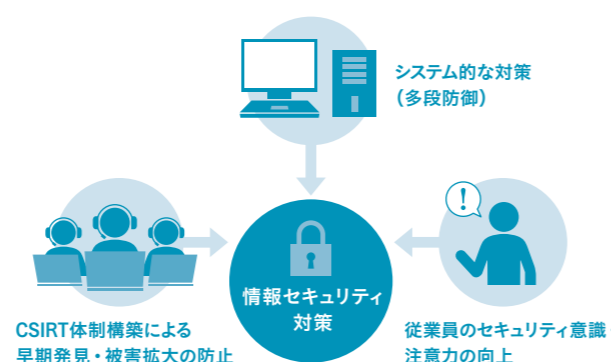 システム的な対策
（多段防御）
!
情報セキュリティ
対策
CSIRT体制構築による
早期発見・被害拡大の防止
従業員のセキュリティ意識
注意力の向上